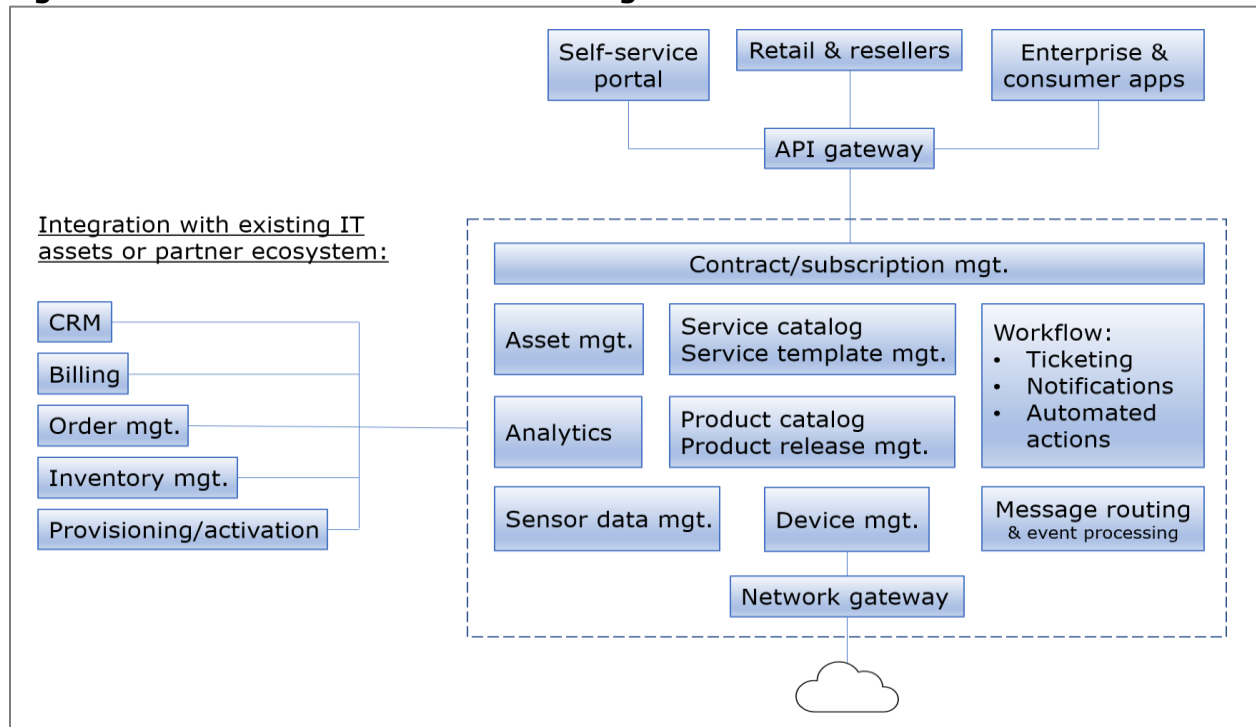 Self-service
portal
Retail & resellers
Enterprise &
consumer apps
API gateway
Integration with existing IT
assets or partner ecosystem:
CRM
Billing
Order mgt.
Inventory mgt.
Provisioning/activation
Contract/subscription mgt.
Asset mgt.
Service catalog
Service template mgt.
Workflow:
• Ticketing
• Notifications
• Automated
actions
Analytics
Product catalog
Product release mgt.
Sensor data mgt.
Device mgt.
Message routing
& event processing
Network gateway